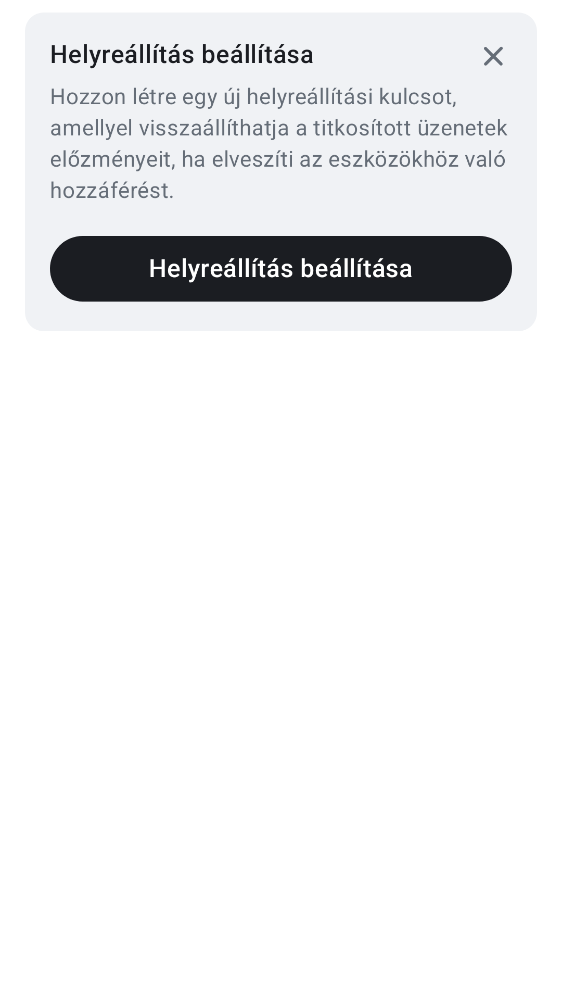 Helyreállítás beállítása
Hozzon létre egy új helyreállítási kulcsot,
amellyel visszaállíthatja a titkosított üzenetek
előzményeit, ha elveszíti az eszközökhöz való
hozzáférést.
Helyreállítás beállítása